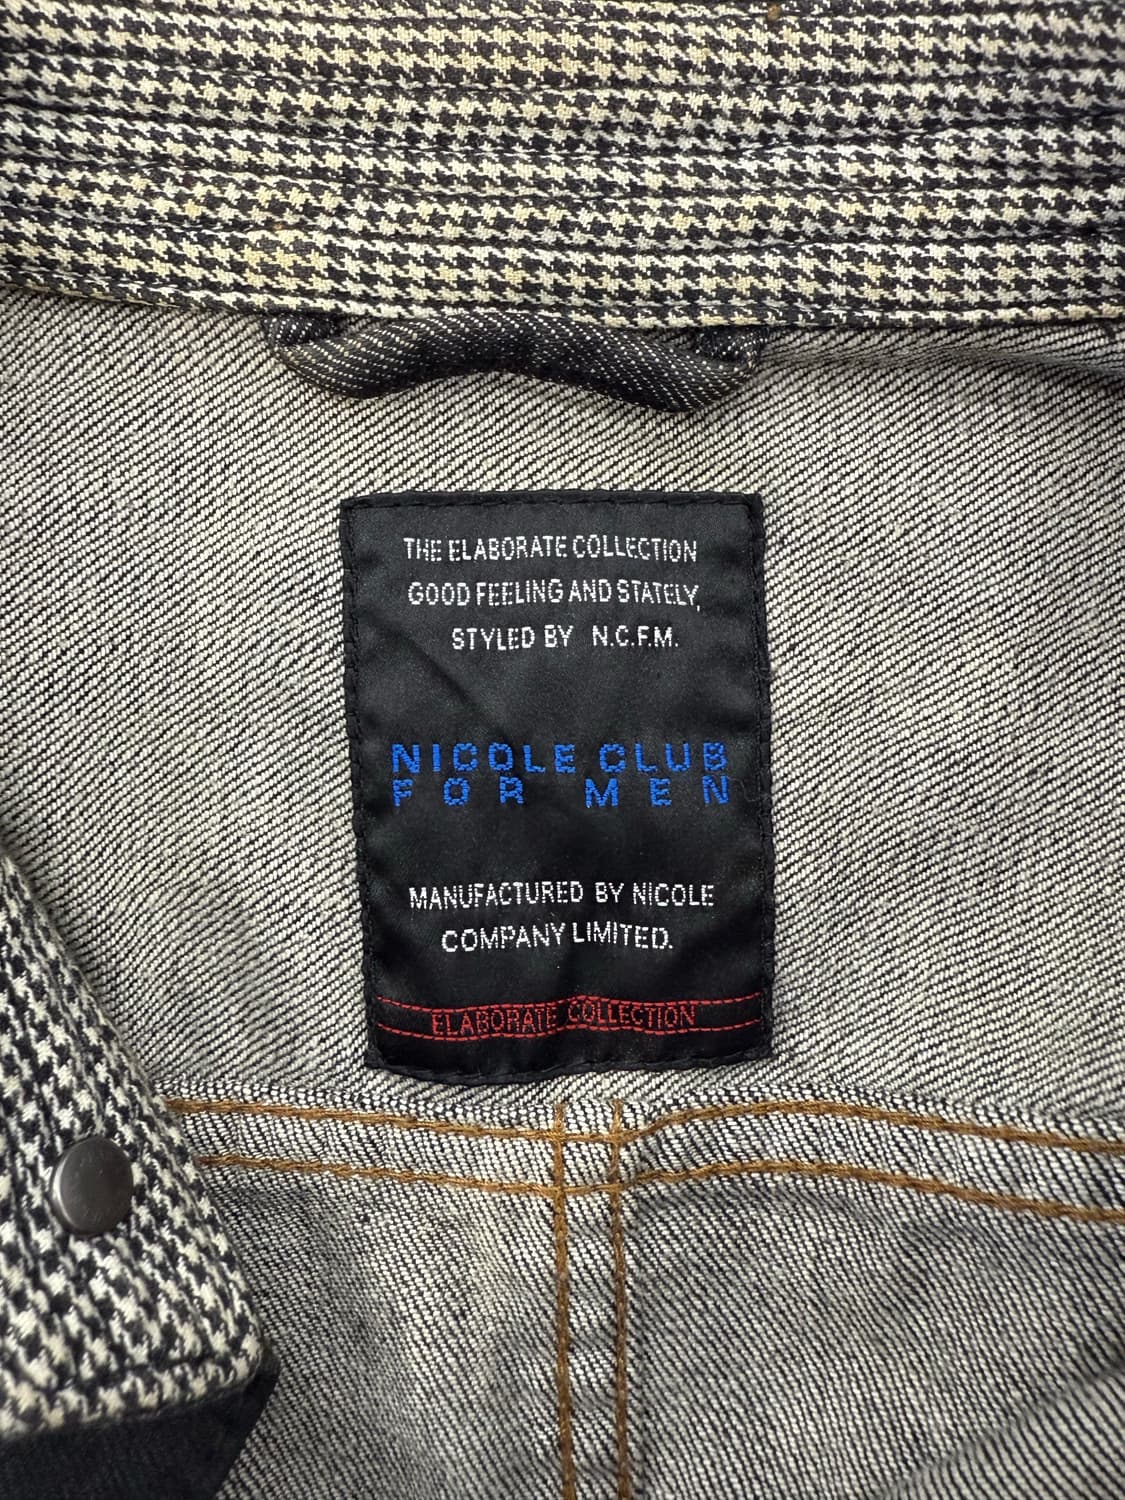 THE ELABORATE COLLECTION
GOOD FEELING AND STATELY,
STYLED BY N.C.F.M.
NICOLE CLUB
FOR MEN
MANUFACTURED BY NICOLE
COMPANY LIMITED.
ELABORATE COLLECTION